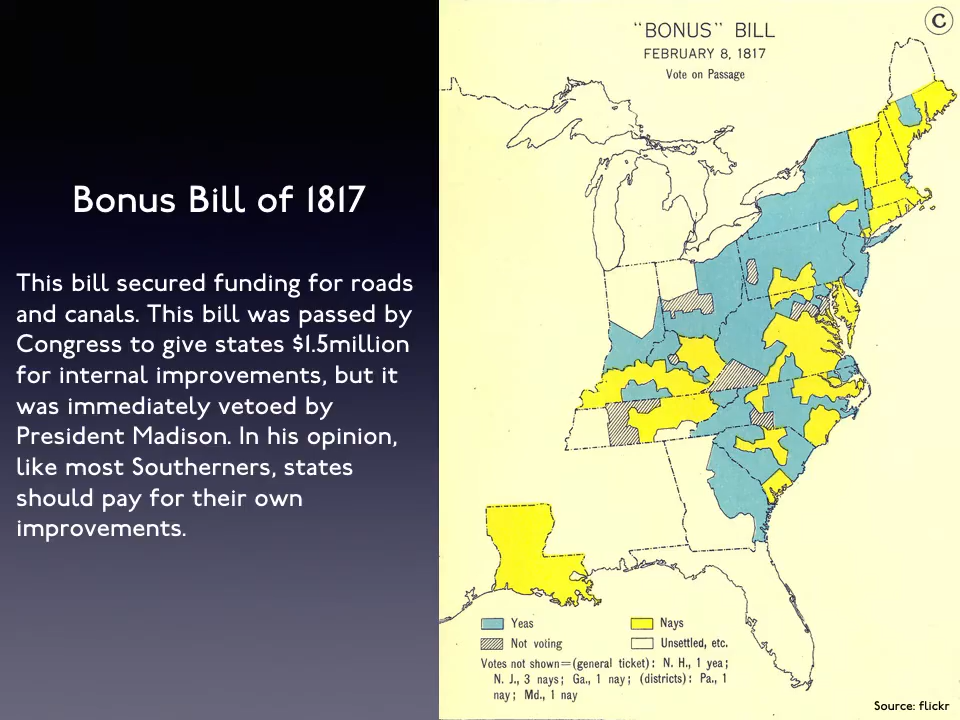 Bonus Bill of 1817
This bill secured funding for roads
and canals. This bill was passed by
Congress to give states $1.5million
for internal improvements, but it
was immediately vetoed by
President Madison. In his opinion,
like most Southerners, states
should pay for their own
improvements.
C
“BONUS” BILL
FEBRUARY 8, 1817
Vote on Passage
Yeas
Nays
Not voting
Unsettled, etc.
Votes not shown=(general ticket): N. H., 1 yea;
N. J., 3 nays; Ga., 1 nay; (districts): Pa., 1
nay; Md., 1 nay
Source: flickr